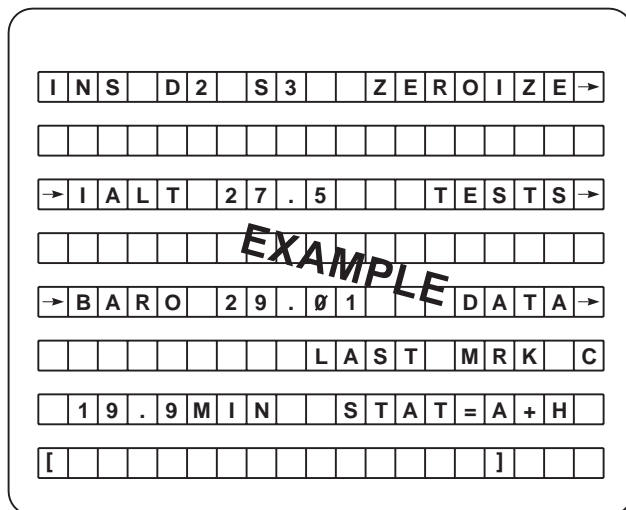 INS D2 S3 ZEROIZE→
→IALT 27.5 TESTS→
EXAMPLE
→BARO 29.Ø1 DATA→
LAST MRK C
19.9MIN STAT=A+H
[ ]